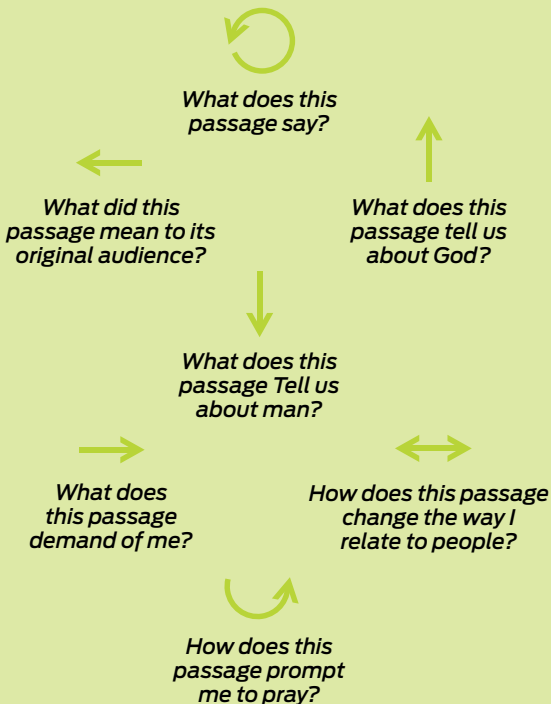 What does this
passage say?
What did this
passage mean to its
original audience?
What does this
passage tell us
about God?
What does this
passage Tell us
about man?
What does
this passage
demand of me?
How does this passage
change the way I
relate to people?
How does this
passage prompt
me to pray?